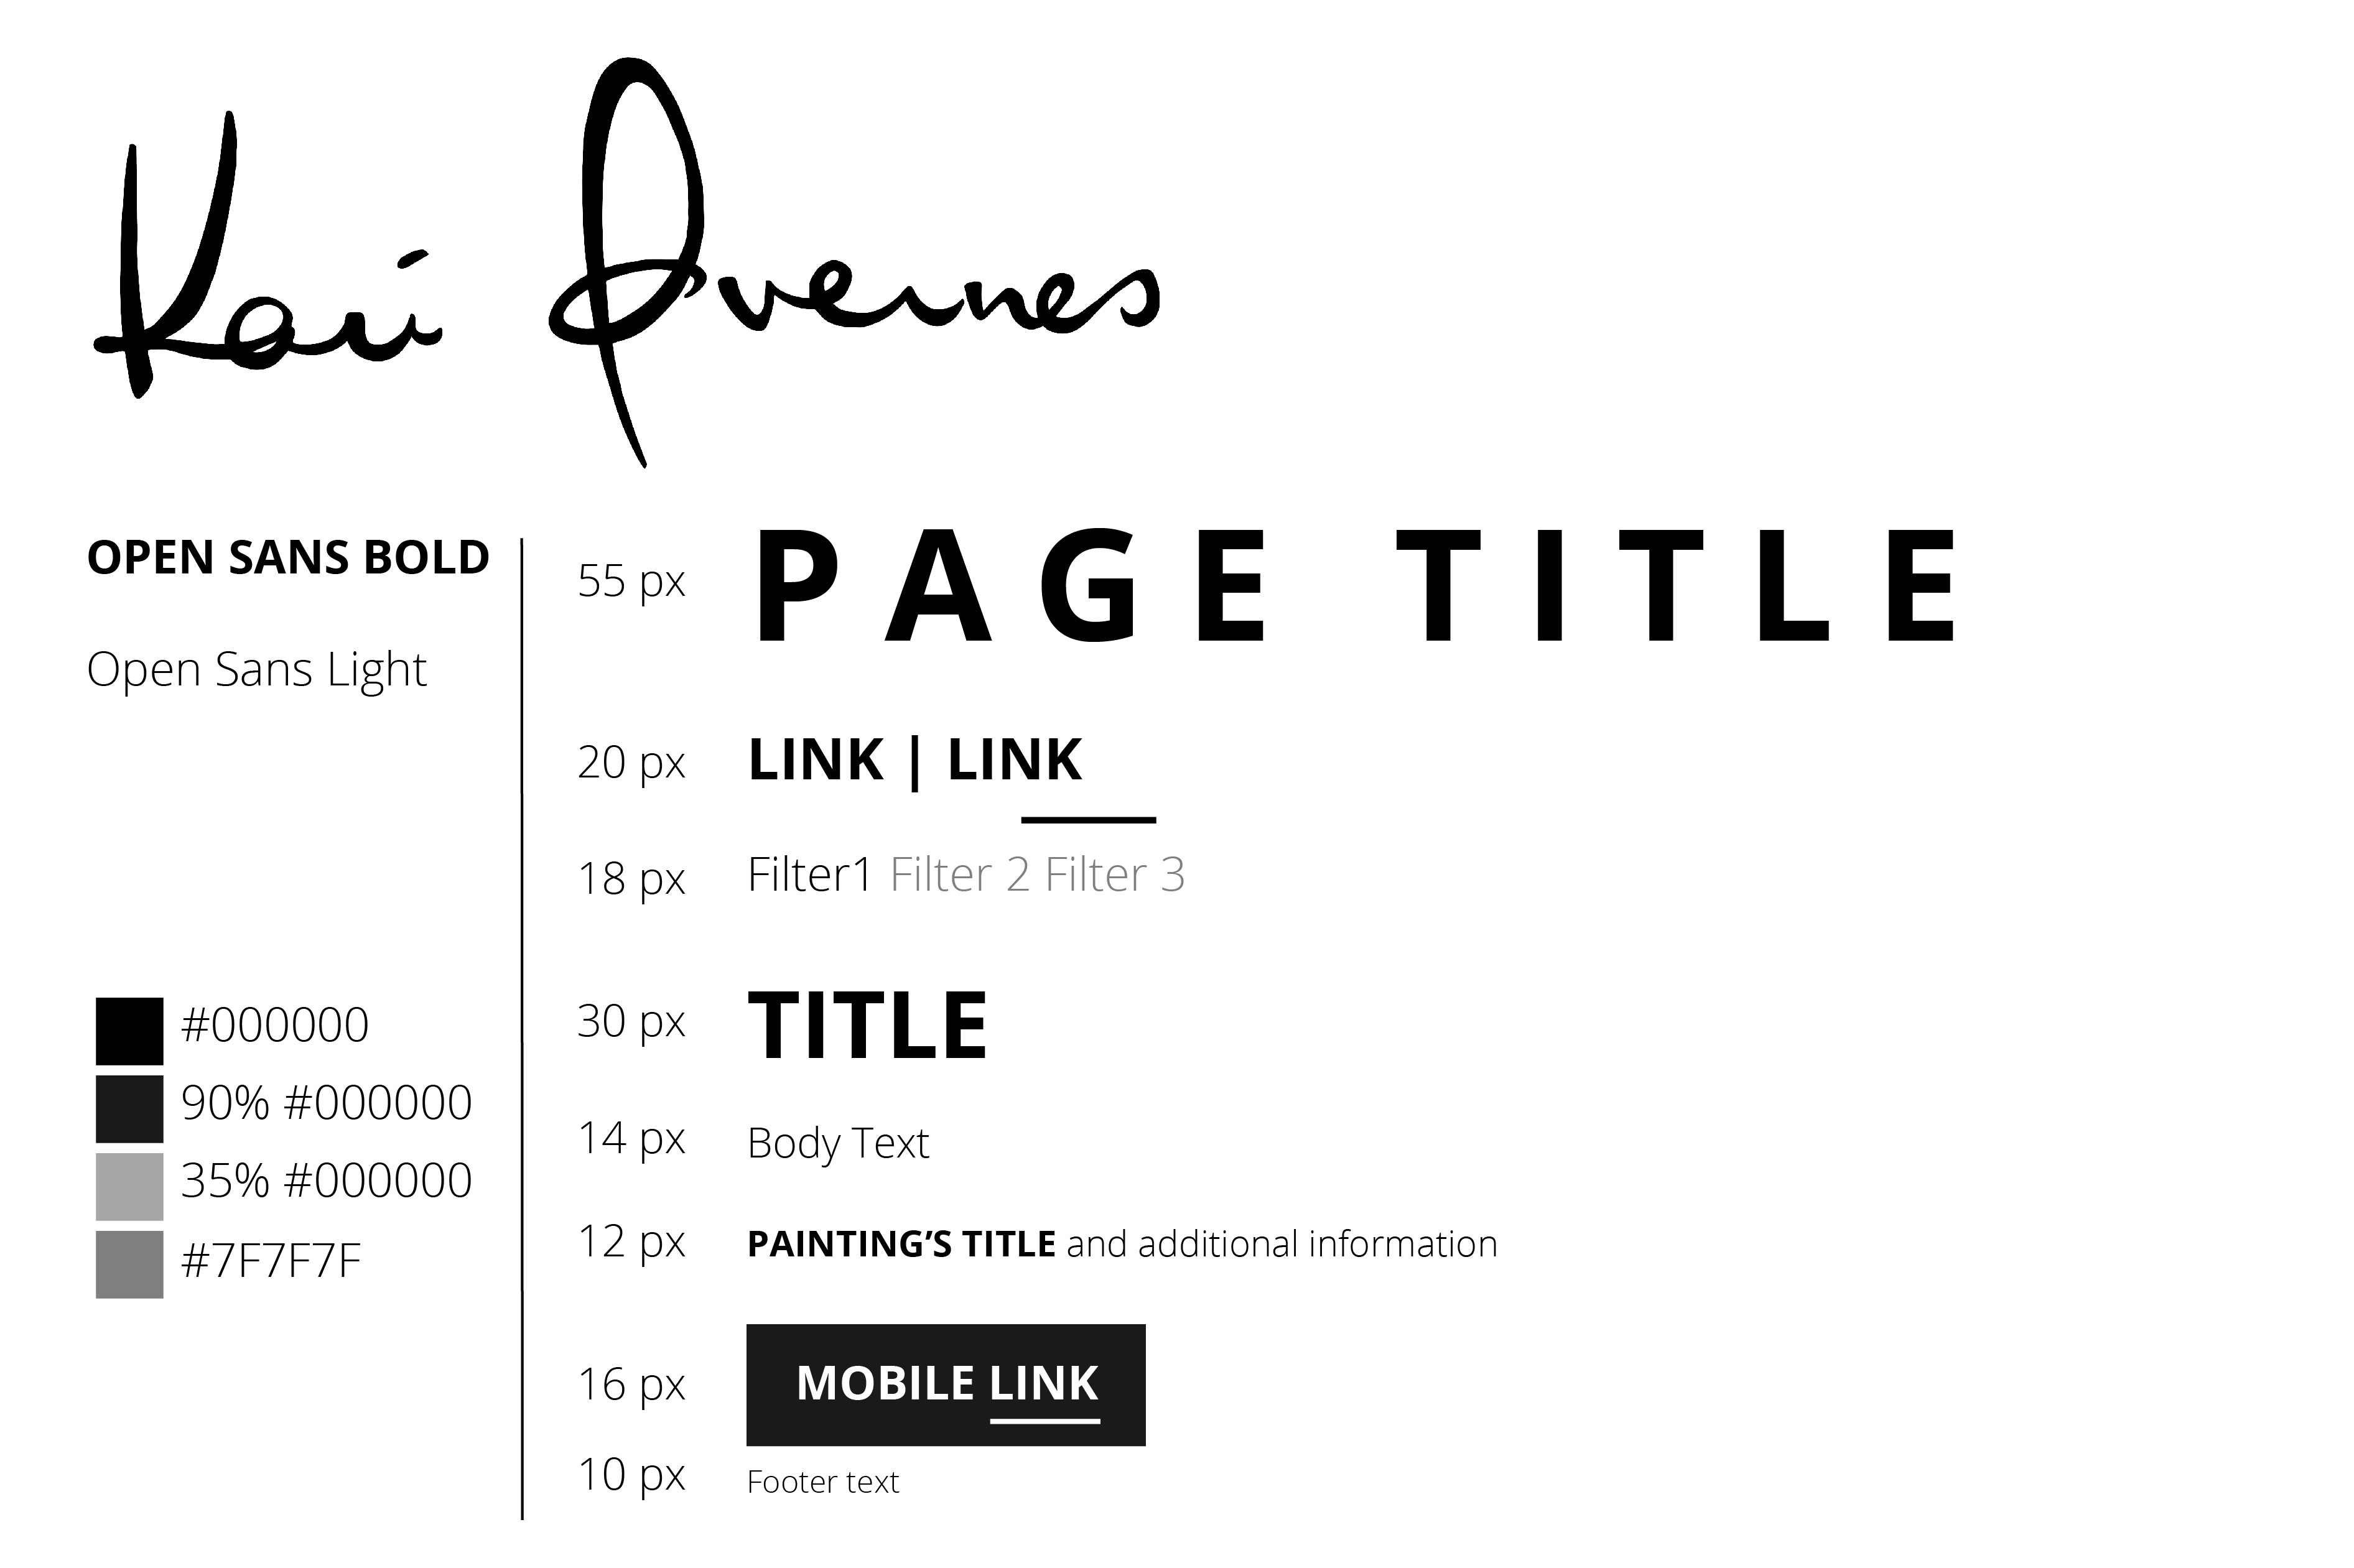 OPEN SANS BOLD
Open Sans Light
#000000
90% #000000
35% #000000
#7F7F7F
55 px PAGE TITLE
20 px LINK | LINK
18 px Filter1 Filter 2 Filter 3
30 px TITLE
14 px Body Text
12 px PAINTING’S TITLE and additional information
16 px MOBILE LINK
10 px Footer text